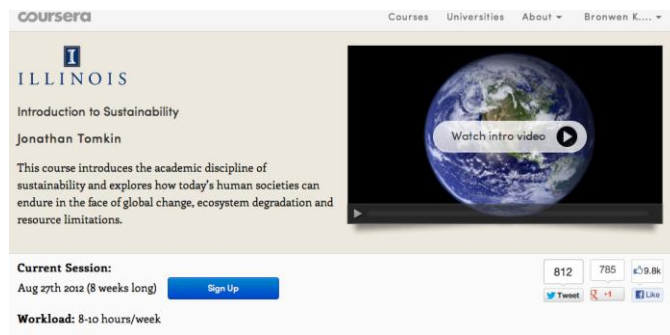 coursera
Courses Universities About Bronwen K....
I
ILLINOIS
Introduction to Sustainability
Jonathan Tomkin
This course introduces the academic discipline of
sustainability and explores how today's human societies can
endure in the face of global change, ecosystem degradation and
resource limitations.
Watch intro video
Current Session:
Aug 27th 2012 (8 weeks long)
Sign Up
Workload: 8-10 hours/week
812 785 9.8k
Tweet +1 Like